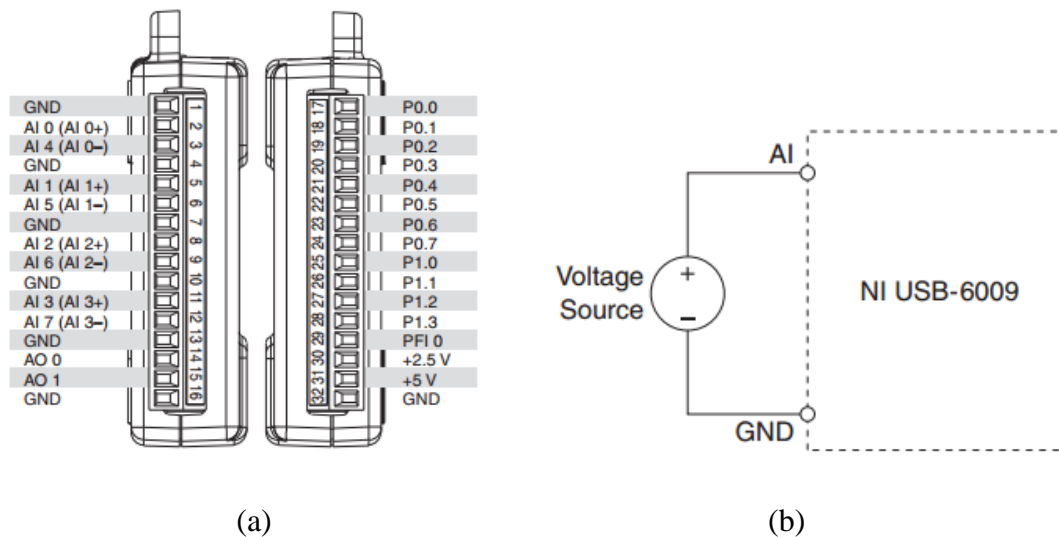 GND 1 17 P0.0
AI 0 (AI 0+) 2 18 P0.1
AI 4 (AI 0–) 3 19 P0.2
GND 4 20 P0.3
AI 1 (AI 1+) 5 21 P0.4
AI 5 (AI 1–) 6 22 P0.5
GND 7 23 P0.6
AI 2 (AI 2+) 8 24 P0.7
AI 6 (AI 2–) 9 25 P1.0
GND 10 26 P1.1
AI 3 (AI 3+) 11 27 P1.2
AI 7 (AI 3–) 12 28 P1.3
GND 13 29 PFI 0
AO 0 14 30 +2.5 V
AO 1 15 31 +5 V
GND 16 32 GND
(a)
AI
+
Voltage
Source
–
NI USB-6009
GND
(b)